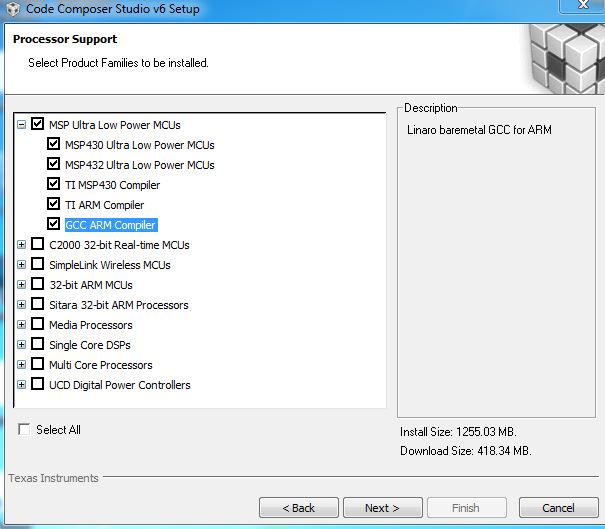 Code Composer Studio v6 Setup
Processor Support
Select Product Families to be installed.
MSP Ultra Low Power MCUs
MSP430 Ultra Low Power MCUs
MSP432 Ultra Low Power MCUs
TI MSP430 Compiler
TI ARM Compiler
GCC ARM Compiler
C2000 32-bit Real-time MCUs
SimpleLink Wireless MCUs
32-bit ARM MCUs
Sitara 32-bit ARM Processors
Media Processors
Single Core DSPs
Multi Core Processors
UCD Digital Power Controllers
Select All
Description
Linaro baremetal GCC for ARM
Install Size: 1255.03 MB.
Download Size: 418.34 MB.
Texas Instruments
< Back
Next >
Finish
Cancel